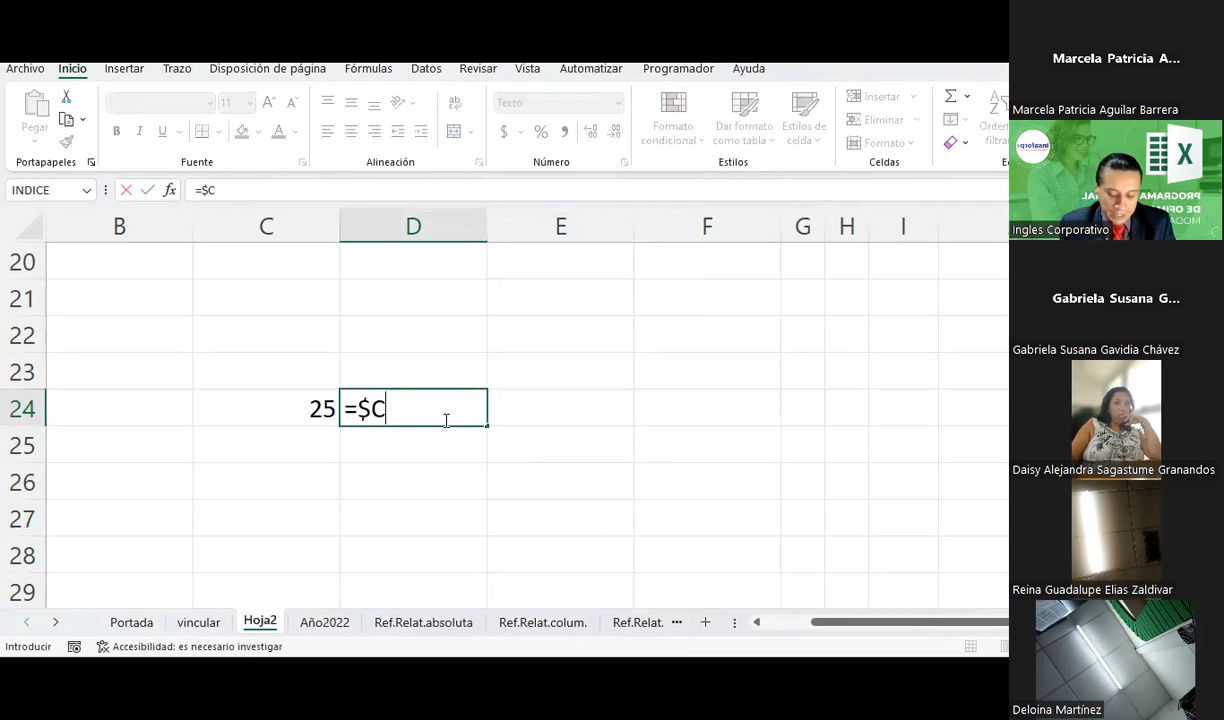 Archivo Inicio Insertar Trazo Disposición de página Fórmulas Datos Revisar Vista Automatizar Programador Ayuda
11 A A Texto Insertar
Pegar N K S A $ % Formato condicional Dar formato como tabla Estilos de celda Eliminar Formato
Portapapeles Fuente Alineación Número Estilos Celdas
INDICE fx =$C
B C D E F G H I
20
21
22
23
24 25 =$C
25
26
27
28
29
Portada vincular Hoja2 Año2022 Ref.Relat.absoluta Ref.Relat.colum. Ref.Relat. ...
Introducir Accesibilidad: es necesario investigar
Marcela Patricia A...
Marcela Patricia Aguilar Barrera
Ingles Corporativo
Gabriela Susana G...
Gabriela Susana Gavidia Chávez
Daisy Alejandra Sagastume Granandos
Reina Guadalupe Elias Zaldivar
Deloina Martínez